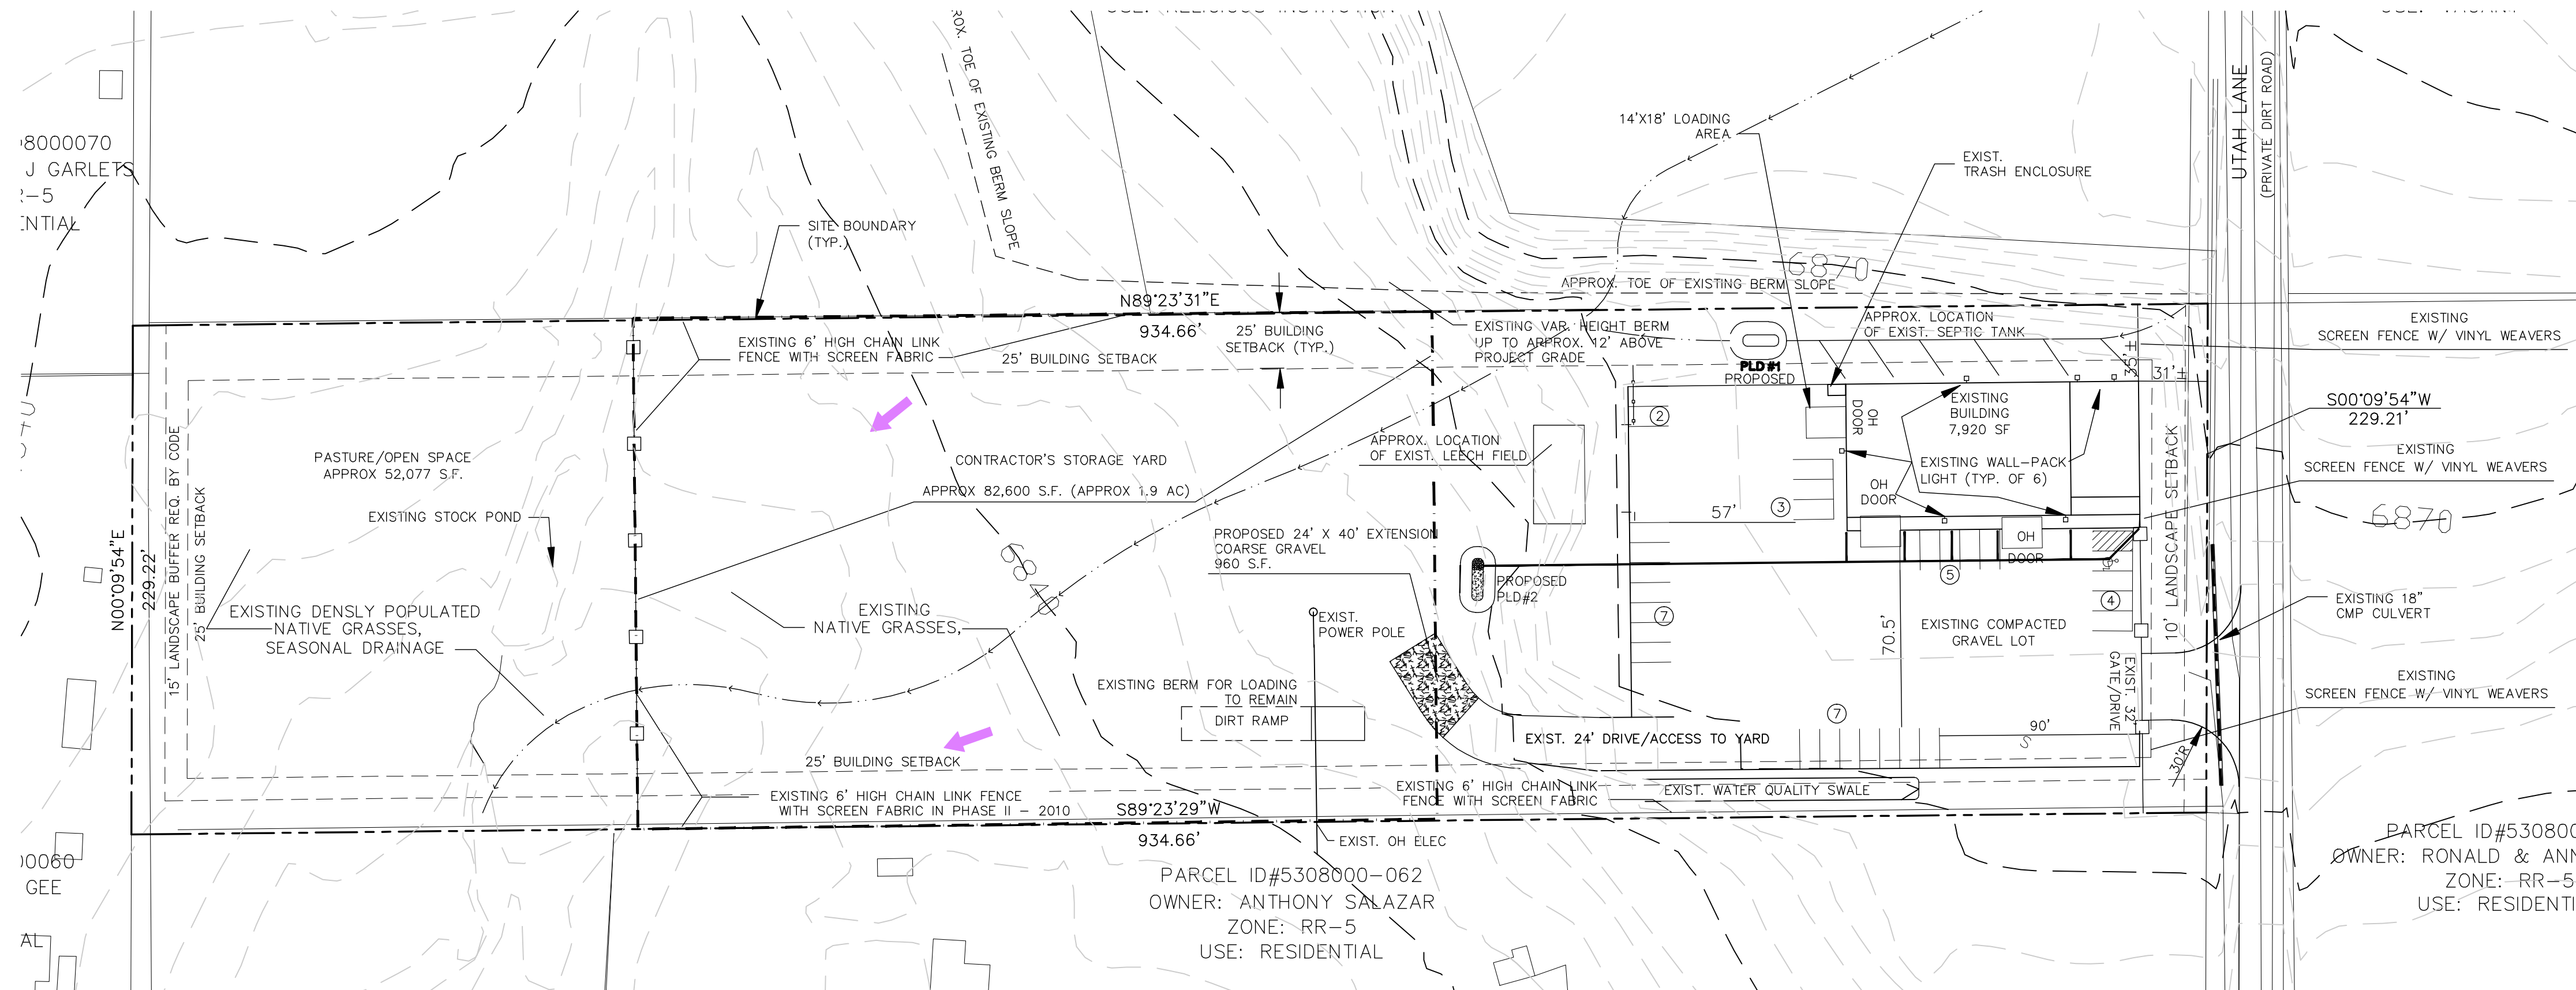 8000070
J GARLETS
-5
ENTIAL
APPROX. TOE OF EXISTING BERM SLOPE
UTAH LANE
(PRIVATE DIRT ROAD)
14'X18' LOADING
AREA
EXIST.
TRASH ENCLOSURE
SITE BOUNDARY
(TYP.)
6870
APPROX. TOE OF EXISTING BERM SLOPE
N89°23'31"E
934.66'
25' BUILDING
SETBACK (TYP.)
EXISTING 6' HIGH CHAIN LINK
FENCE WITH SCREEN FABRIC
25' BUILDING SETBACK
EXISTING VAR. HEIGHT BERM
UP TO APPROX. 12' ABOVE
PROJECT GRADE
PLD #1
PROPOSED
APPROX. LOCATION
OF EXIST. SEPTIC TANK
35'±
31'±
EXISTING
SCREEN FENCE W/ VINYL WEAVERS
S00°09'54"W
229.21'
EXISTING
SCREEN FENCE W/ VINYL WEAVERS
2
OH
DOOR
EXISTING
BUILDING
7,920 SF
EXISTING WALL-PACK
LIGHT (TYP. OF 6)
OH
DOOR
3
57'
OH
DOOR
5
4
10' LANDSCAPE SETBACK
6870
APPROX. LOCATION
OF EXIST. LEECH FIELD
PASTURE/OPEN SPACE
APPROX 52,077 S.F.
CONTRACTOR'S STORAGE YARD
APPROX 82,600 S.F. (APPROX 1.9 AC)
EXISTING STOCK POND
15' LANDSCAPE BUFFER REQ. BY CODE
25' BUILDING SETBACK
N00°09'54"E
229.22'
PROPOSED 24' X 40' EXTENSION
COARSE GRAVEL
960 S.F.
PROPOSED
PLD#2
6840
EXISTING DENSLY POPULATED
NATIVE GRASSES,
SEASONAL DRAINAGE
EXISTING
NATIVE GRASSES,
EXIST.
POWER POLE
7
70.5'
EXISTING COMPACTED
GRAVEL LOT
EXIST. 32'
GATE/DRIVE
EXISTING 18"
CMP CULVERT
EXISTING
SCREEN FENCE W/ VINYL WEAVERS
EXISTING BERM FOR LOADING
TO REMAIN
DIRT RAMP
7
90'
S
30'R
EXIST. 24' DRIVE/ACCESS TO YARD
25' BUILDING SETBACK
EXISTING 6' HIGH CHAIN LINK FENCE
WITH SCREEN FABRIC IN PHASE II - 2010
S89°23'29"W
934.66'
EXISTING 6' HIGH CHAIN LINK
FENCE WITH SCREEN FABRIC
EXIST. WATER QUALITY SWALE
EXIST. OH ELEC
PARCEL ID#5308000-062
OWNER: ANTHONY SALAZAR
ZONE: RR-5
USE: RESIDENTIAL
0060
GEE
AL
PARCEL ID#530800
OWNER: RONALD & ANN
ZONE: RR-5
USE: RESIDENTI